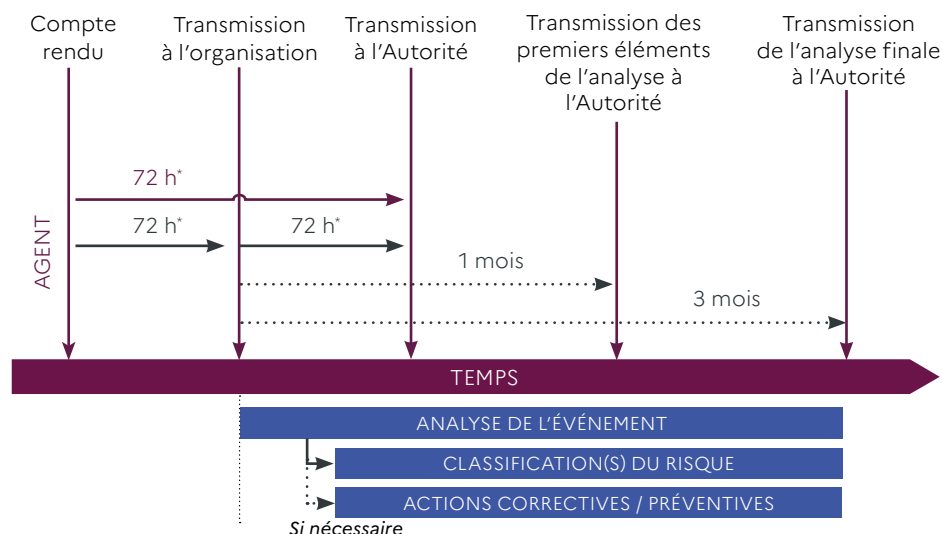 Compte
rendu
Transmission
à l'organisation
Transmission
à l'Autorité
Transmission des
premiers éléments
de l'analyse à
l'Autorité
Transmission
de l'analyse finale
à l'Autorité
AGENT
72 h*
72 h*
72 h*
1 mois
3 mois
TEMPS
ANALYSE DE L'ÉVÉNEMENT
CLASSIFICATION(S) DU RISQUE
ACTIONS CORRECTIVES / PRÉVENTIVES
Si nécessaire